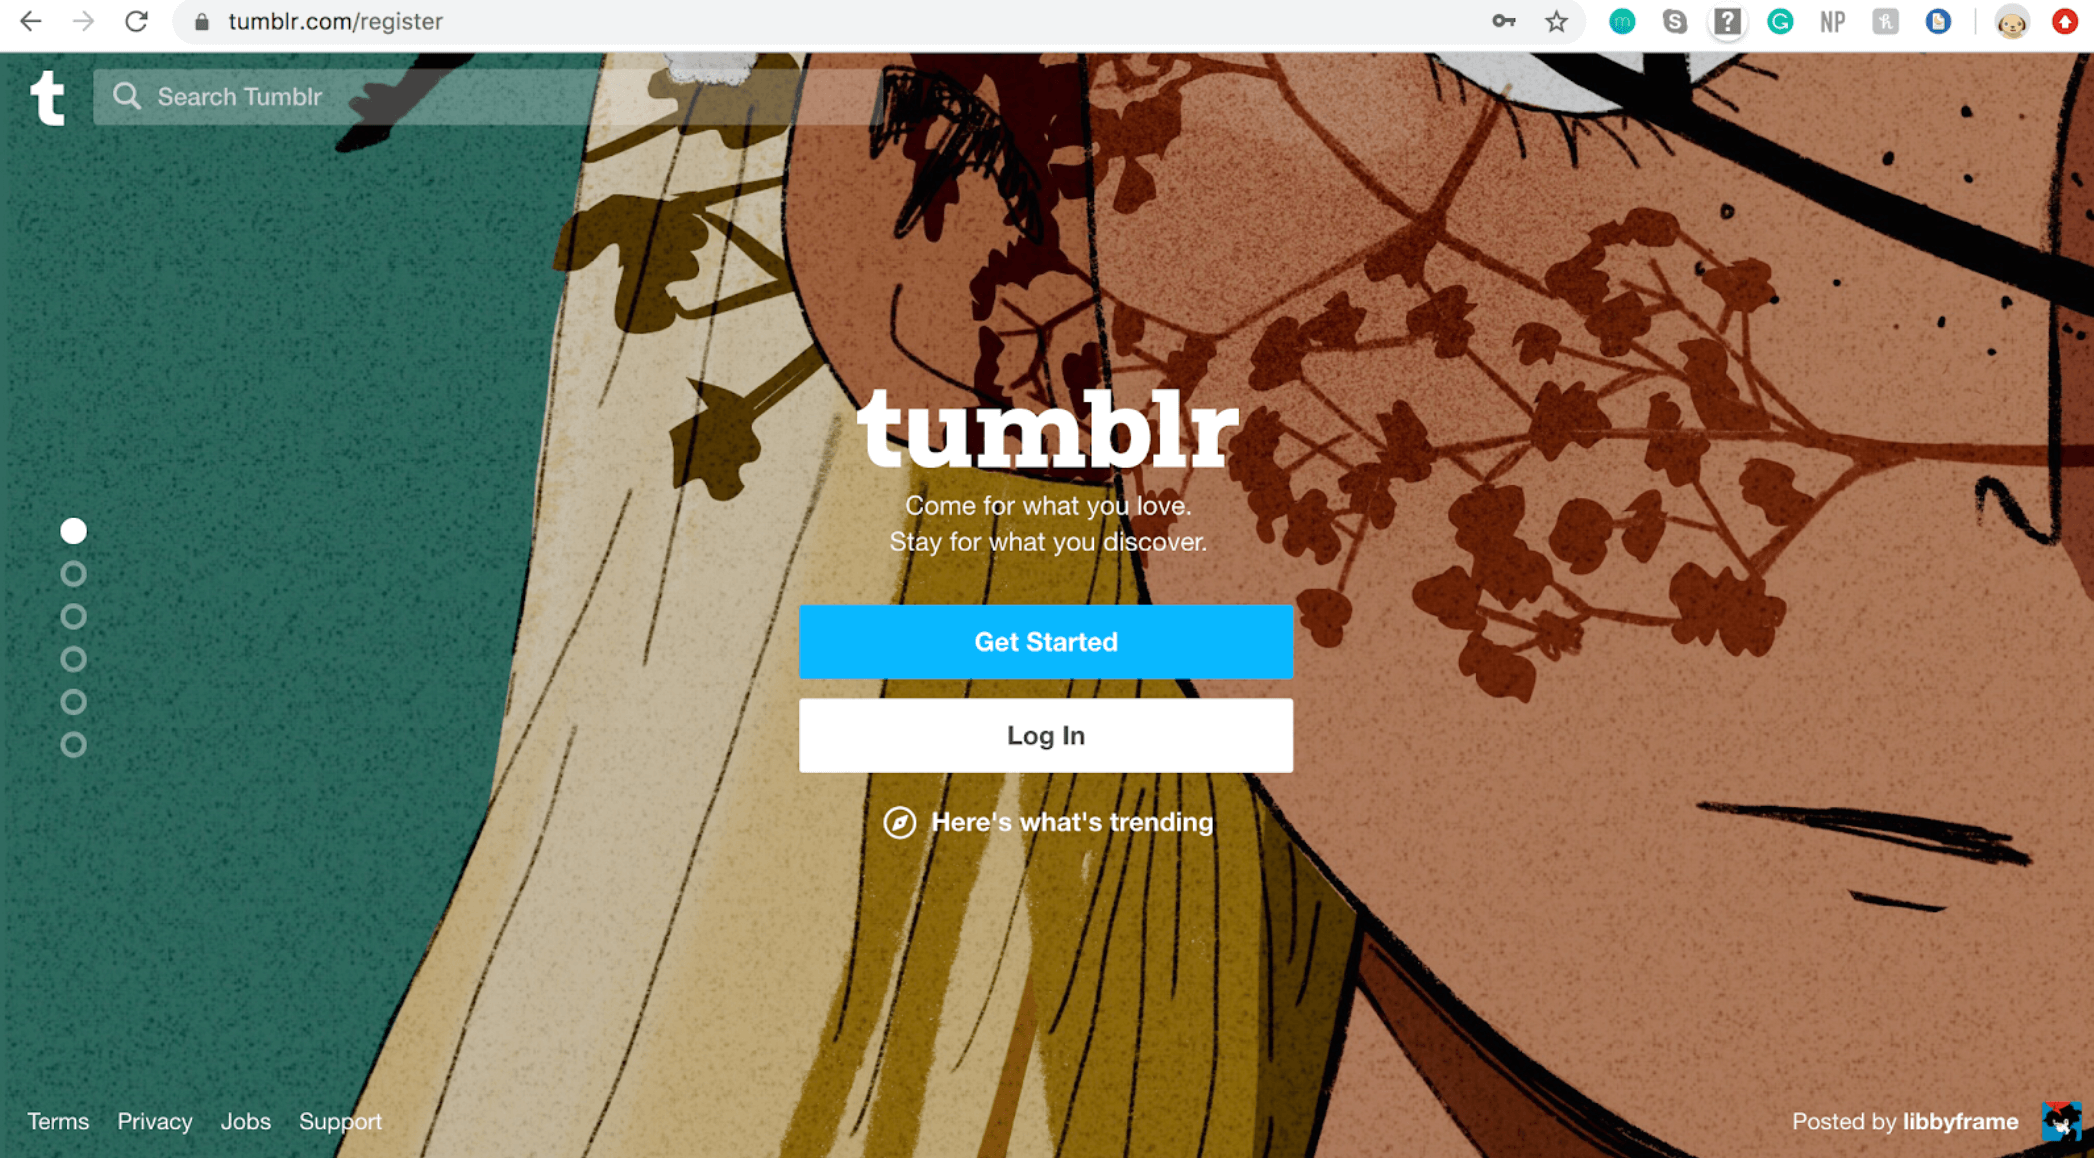 tumblr.com/register
NP
t
Search Tumblr
tumblr
Come for what you love.
Stay for what you discover.
Get Started
Log In
Here's what's trending
Terms Privacy Jobs Support
Posted by libbyframe